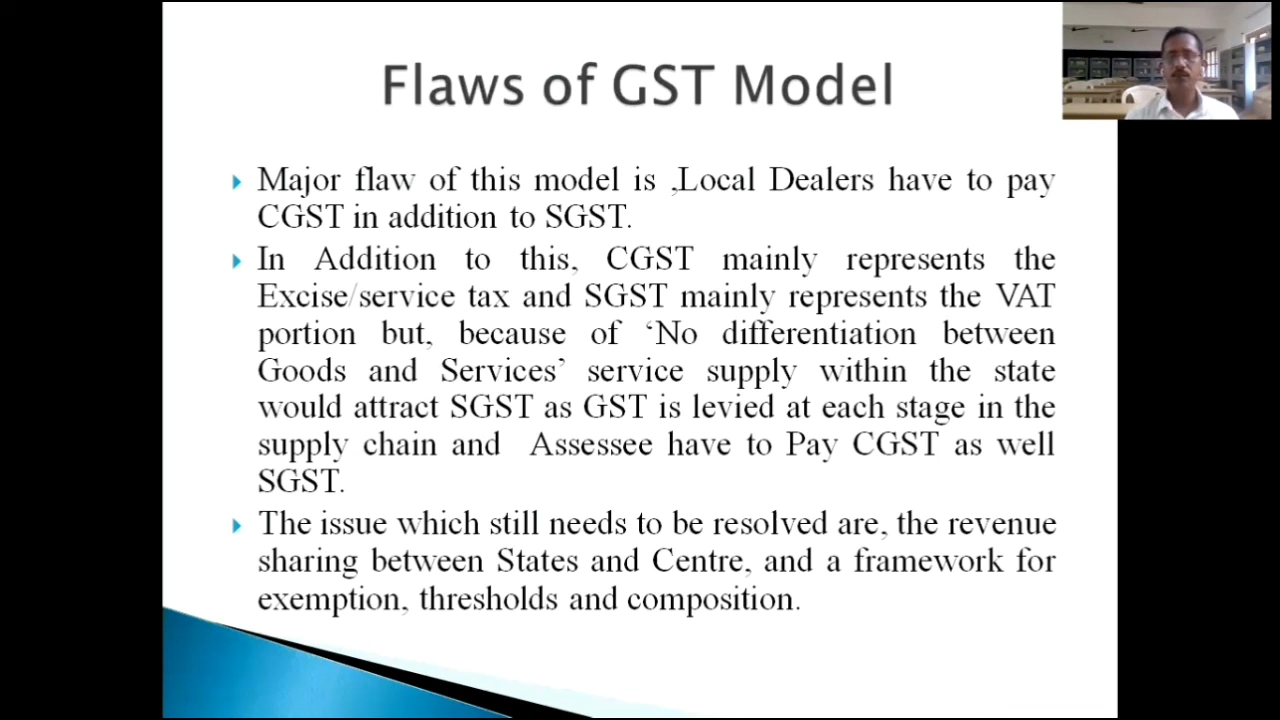 Flaws of GST Model
Major flaw of this model is ,Local Dealers have to pay
CGST in addition to SGST.
In Addition to this, CGST mainly represents the
Excise/service tax and SGST mainly represents the VAT
portion but, because of ‘No differentiation between
Goods and Services’ service supply within the state
would attract SGST as GST is levied at each stage in the
supply chain and Assessee have to Pay CGST as well
SGST.
The issue which still needs to be resolved are, the revenue
sharing between States and Centre, and a framework for
exemption, thresholds and composition.